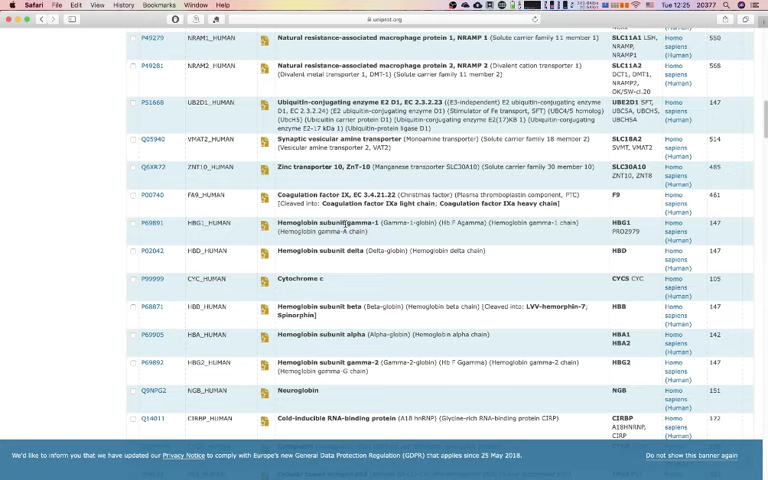 Safari File Edit View History Bookmarks Window Help Tue 12:25 20377
uniprot.org
P49279 NRAM1_HUMAN Natural resistance-associated macrophage protein 1, NRAMP 1 (Solute carrier family 11 member 1) SLC11A1 LSH, NRAMP, NRAMP1 Homo sapiens (Human) 550
P49281 NRAM2_HUMAN Natural resistance-associated macrophage protein 2, NRAMP 2 (Divalent cation transporter 1)
(Divalent metal transporter 1, DMT-1) (Solute carrier family 11 member 2) SLC11A2 DCT1, DMT1, NRAMP2, OK/SW-cl.20 Homo sapiens (Human) 568
P51668 UB2D1_HUMAN Ubiquitin-conjugating enzyme E2 D1, EC 2.3.2.23 ((E3-independent) E2 ubiquitin-conjugating enzyme
E1, EC 2.3.2.24) (E2 ubiquitin-conjugating enzyme D1) (Stimulator of Fe transport, SFT) (UBC4/5 homolog)
(UbcH5) (Ubiquitin carrier protein D1) (Ubiquitin-conjugating enzyme E2(17)KB 1) (Ubiquitin-conjugating
enzyme E2-17 kDa 1) (Ubiquitin-protein ligase D1) UBE2D1 SFT, UBC5A, UBCH5, UBCH5A Homo sapiens (Human) 147
Q05940 VMAT2_HUMAN Synaptic vesicular amine transporter (Monoamine transporter) (Solute carrier family 18 member 2)
(Vesicular amine transporter 2, VAT2) SLC18A2 SVMT, VMAT2 Homo sapiens (Human) 514
Q6XR72 ZNT10_HUMAN Zinc transporter 10, ZnT-10 (Manganese transporter SLC30A10) (Solute carrier family 30 member 10) SLC30A10 ZNT10, ZNT8 Homo sapiens (Human) 485
P00740 FA9_HUMAN Coagulation factor IX, EC 3.4.21.22 (Christmas factor) (Plasma thromboplastin component, PTC)
[Cleaved into: Coagulation factor IXa light chain; Coagulation factor IXa heavy chain] F9 Homo sapiens (Human) 461
P69891 HBG1_HUMAN Hemoglobin subunit gamma-1 (Gamma-1-globin) (Hb F Agamma) (Hemoglobin gamma-1 chain)
(Hemoglobin gamma-A chain) HBG1 PRO2979 Homo sapiens (Human) 147
P02042 HBD_HUMAN Hemoglobin subunit delta (Delta-globin) (Hemoglobin delta chain) HBD Homo sapiens (Human) 147
P99999 CYC_HUMAN Cytochrome c CYCS CYC Homo sapiens (Human) 105
P68871 HBB_HUMAN Hemoglobin subunit beta (Beta-globin) (Hemoglobin beta chain) [Cleaved into: LVV-hemorphin-7;
Spinorphin] HBB Homo sapiens (Human) 147
P69905 HBA_HUMAN Hemoglobin subunit alpha (Alpha-globin) (Hemoglobin alpha chain) HBA1 HBA2 Homo sapiens (Human) 142
P69892 HBG2_HUMAN Hemoglobin subunit gamma-2 (Gamma-2-globin) (Hb F Ggamma) (Hemoglobin gamma-2 chain)
(Hemoglobin gamma-G chain) HBG2 Homo sapiens (Human) 147
Q9NPG2 NGB_HUMAN Neuroglobin NGB Homo sapiens (Human) 151
Q14011 CIRBP_HUMAN Cold-inducible RNA-binding protein (A18 hnRNP) (Glycine-rich RNA-binding protein CIRP) CIRBP A18HNRNP, CIRP Homo sapiens (Human) 172
We'd like to inform you that we have updated our Privacy Notice to comply with Europe's new General Data Protection Regulation (GDPR) that applies since 25 May 2018. Do not show this banner again